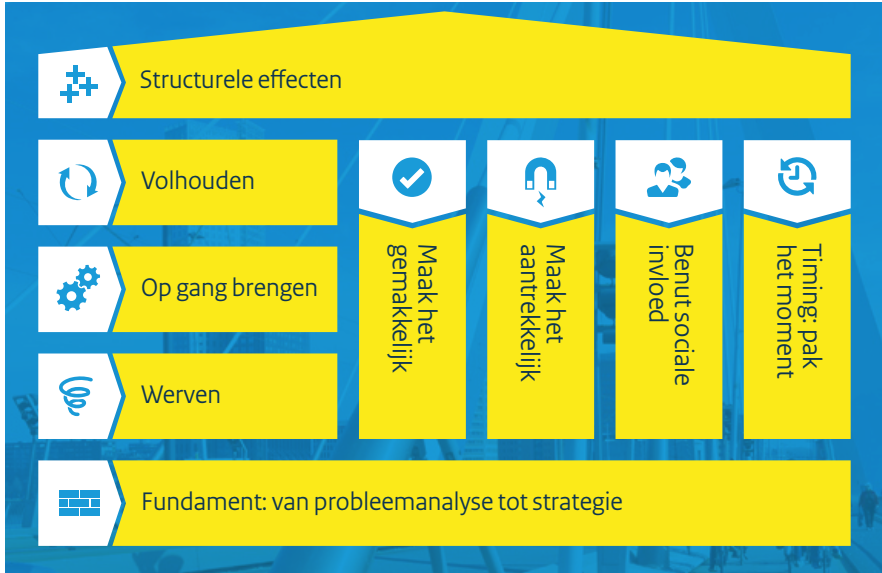 Structurele effecten
Volhouden
Op gang brengen
Werven
Maak het
gemakkelijk
Maak het
aantrekkelijk
Benut sociale
invloed
Timing: pak
het moment
Fundament: van probleemanalyse tot strategie